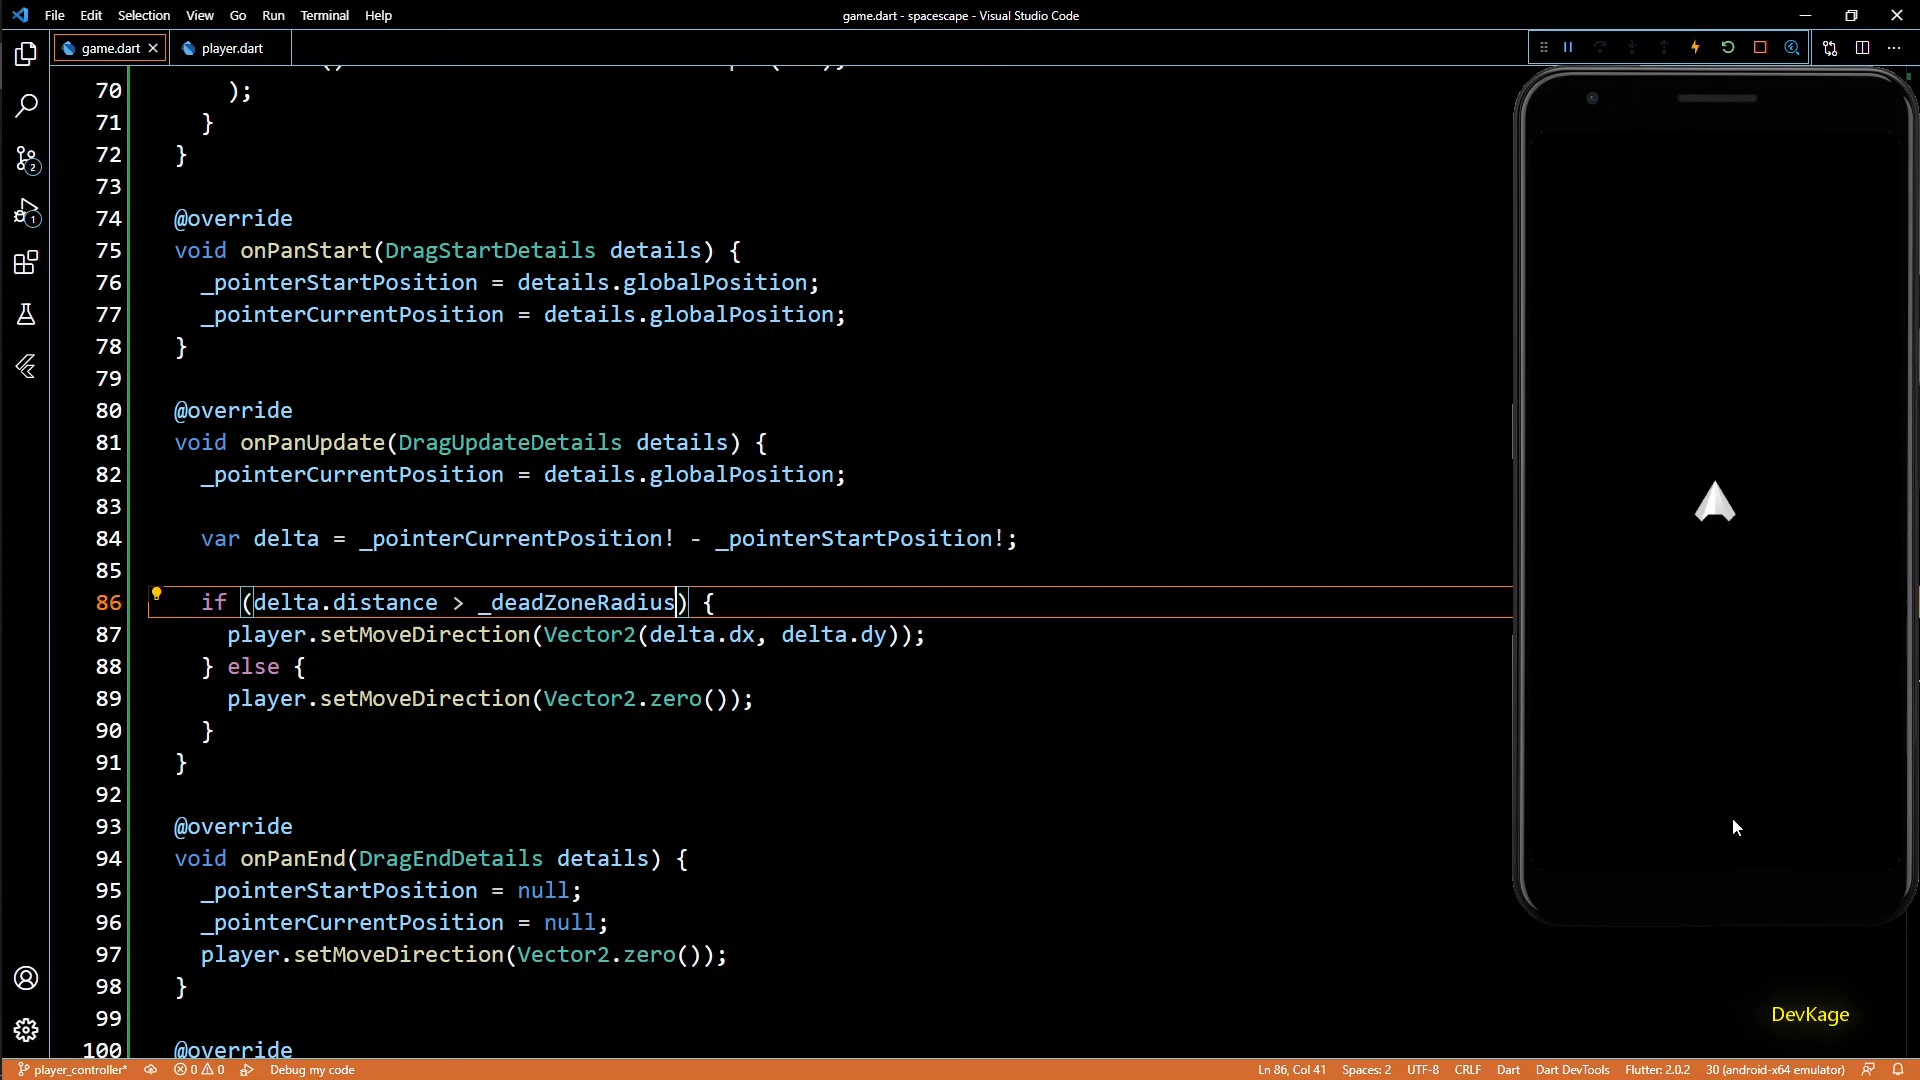 File Edit Selection View Go Run Terminal Help
game.dart - spacescape - Visual Studio Code
game.dart player.dart
70 );
71 }
72 }
73
74 @override
75 void onPanStart(DragStartDetails details) {
76 _pointerStartPosition = details.globalPosition;
77 _pointerCurrentPosition = details.globalPosition;
78 }
79
80 @override
81 void onPanUpdate(DragUpdateDetails details) {
82 _pointerCurrentPosition = details.globalPosition;
83
84 var delta = _pointerCurrentPosition! - _pointerStartPosition!;
85
86 if (delta.distance > _deadZoneRadius) {
87 player.setMoveDirection(Vector2(delta.dx, delta.dy));
88 } else {
89 player.setMoveDirection(Vector2.zero());
90 }
91 }
92
93 @override
94 void onPanEnd(DragEndDetails details) {
95 _pointerStartPosition = null;
96 _pointerCurrentPosition = null;
97 player.setMoveDirection(Vector2.zero());
98 }
99
100 @override
2
1
DevKage
player_controller* 0 0 Debug my code Ln 86, Col 41 Spaces: 2 UTF-8 CRLF Dart Dart DevTools Flutter: 2.0.2 30 (android-x64 emulator)